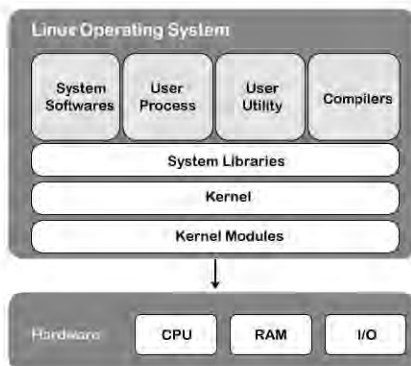 Linux Operating System
System Softwares
User Process
User Utility
Compilers
System Libraries
Kernel
Kernel Modules
Hardware
CPU
RAM
I/O